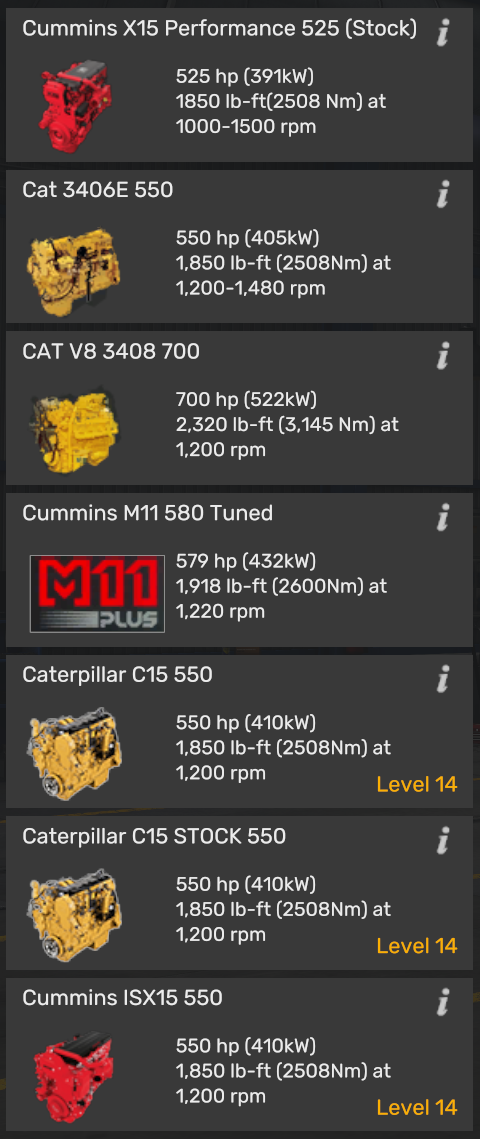 Cummins X15 Performance 525 (Stock)
525 hp (391kW)
1850 lb-ft(2508 Nm) at
1000-1500 rpm
Cat 3406E 550
550 hp (405kW)
1,850 lb-ft (2508Nm) at
1,200-1,480 rpm
CAT V8 3408 700
700 hp (522kW)
2,320 lb-ft (3,145 Nm) at
1,200 rpm
Cummins M11 580 Tuned
M11
PLUS
579 hp (432kW)
1,918 lb-ft (2600Nm) at
1,220 rpm
Caterpillar C15 550
550 hp (410kW)
1,850 lb-ft (2508Nm) at
1,200 rpm
Level 14
Caterpillar C15 STOCK 550
550 hp (410kW)
1,850 lb-ft (2508Nm) at
1,200 rpm
Level 14
Cummins ISX15 550
550 hp (410kW)
1,850 lb-ft (2508Nm) at
1,200 rpm
Level 14